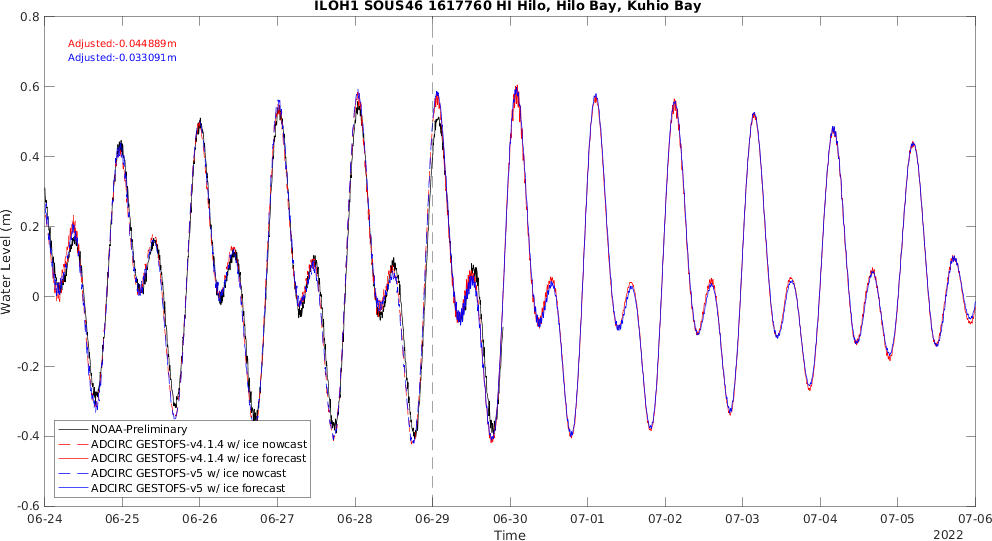 ILOH1 SOUS46 1617760 HI Hilo, Hilo Bay, Kuhio Bay
Adjusted:-0.044889m
Adjusted:-0.033091m
Water Level (m)
0.8
0.6
0.4
0.2
0
-0.2
-0.4
-0.6
NOAA-Preliminary
ADCIRC GESTOFS-v4.1.4 w/ ice nowcast
ADCIRC GESTOFS-v4.1.4 w/ ice forecast
ADCIRC GESTOFS-v5 w/ ice nowcast
ADCIRC GESTOFS-v5 w/ ice forecast
06-24 06-25 06-26 06-27 06-28 06-29 06-30 07-01 07-02 07-03 07-04 07-05 07-06
Time
2022